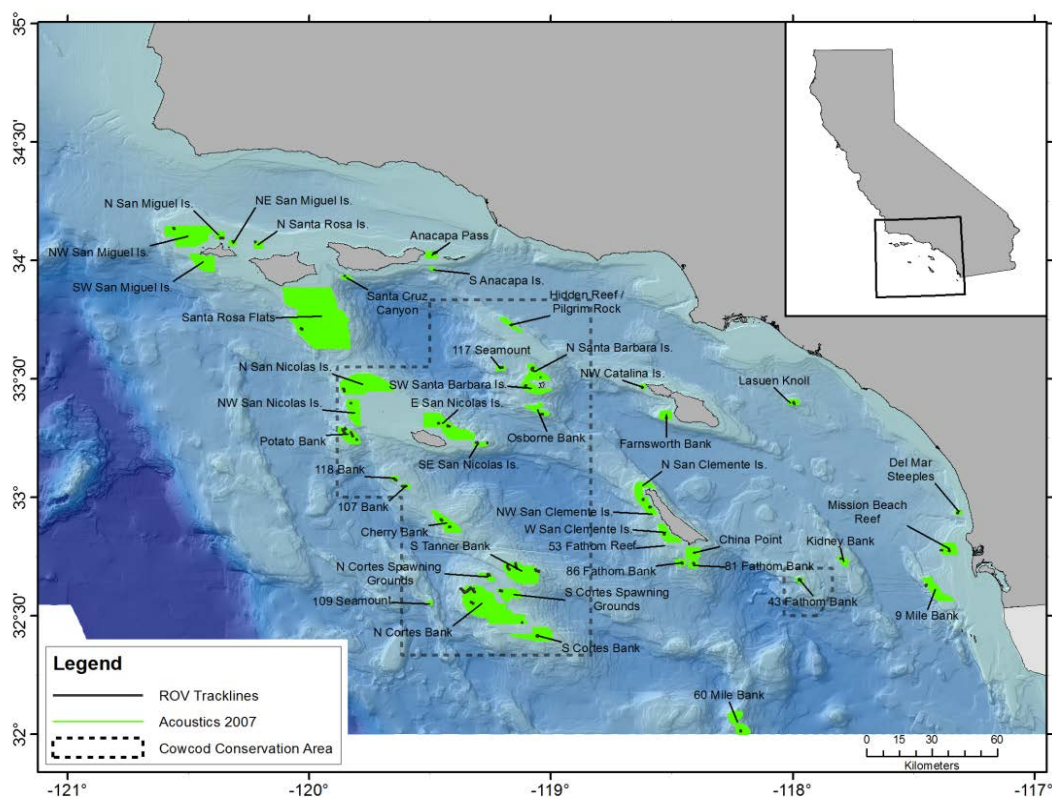 35°
34°30'
34°
33°30'
33°
32°30'
32°
N San Miguel Is.
NE San Miguel Is.
N Santa Rosa Is.
NW San Miguel Is.
SW San Miguel Is.
Anacapa Pass
S Anacapa Is.
Santa Cruz
Canyon
Santa Rosa Flats
Hidden Reef /
Pilgrim Rock
117 Seamount
N Santa Barbara Is.
N San Nicolas Is.
SW Santa Barbara Is.
NW Catalina Is.
Lasuen Knoll
NW San Nicolas Is.
E San Nicolas Is.
Potato Bank
Osborne Bank
Farnsworth Bank
SE San Nicolas Is.
118 Bank
N San Clemente Is.
Del Mar
Steeples
107 Bank
NW San Clemente Is.
Mission Beach
Reef
Cherry Bank
W San Clemente Is.
S Tanner Bank
53 Fathom Reef
China Point
Kidney Bank
N Cortes Spawning
Grounds
86 Fathom Bank
81 Fathom Bank
109 Seamount
S Cortes Spawning
Grounds
43 Fathom Bank
9 Mile Bank
N Cortes Bank
S Cortes Bank
60 Mile Bank
Legend
ROV Tracklines
Acoustics 2007
Cowcod Conservation Area
0 15 30 60
Kilometers
-121° -120° -119° -118° -117°